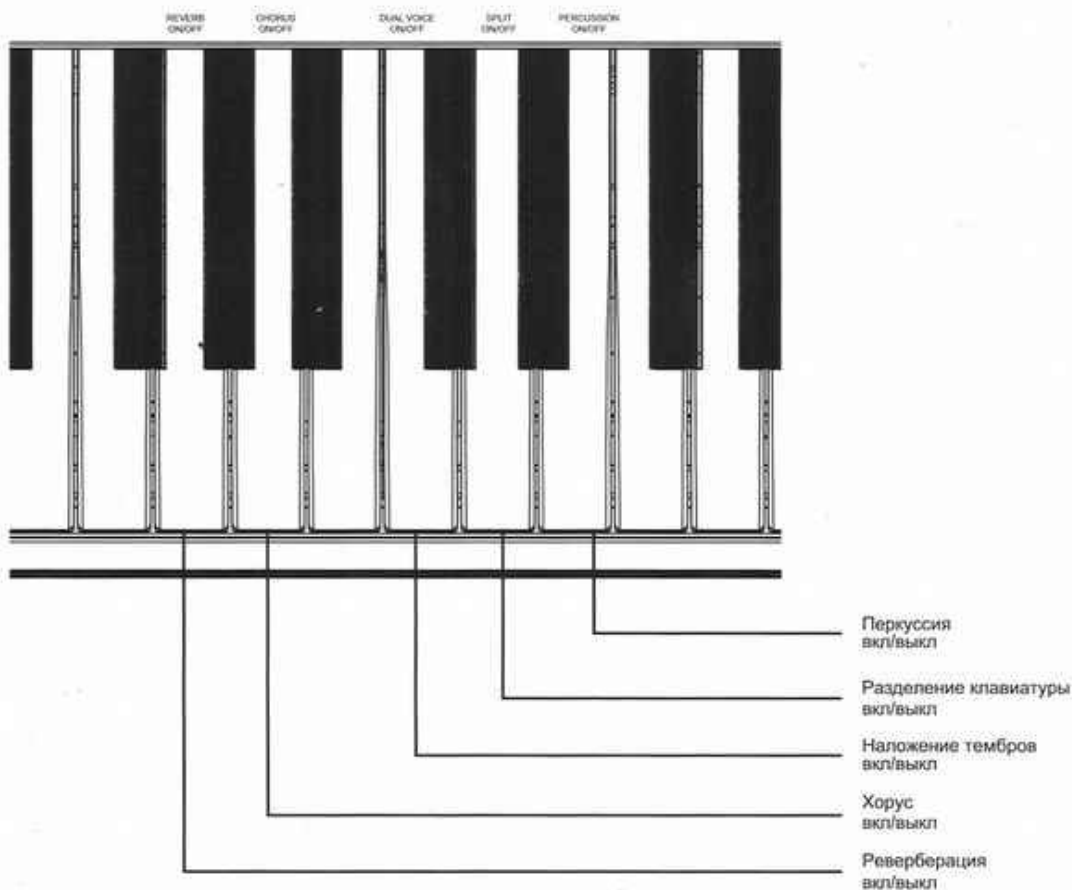 REVERB
ON/OFF
CHORUS
ON/OFF
DUAL VOICE
ON/OFF
SPLIT
ON/OFF
PERCUSSION
ON/OFF
Перкуссия
вкл/выкл
Разделение клавиатуры
вкл/выкл
Наложение тембров
вкл/выкл
Хорус
вкл/выкл
Реверберация
вкл/выкл